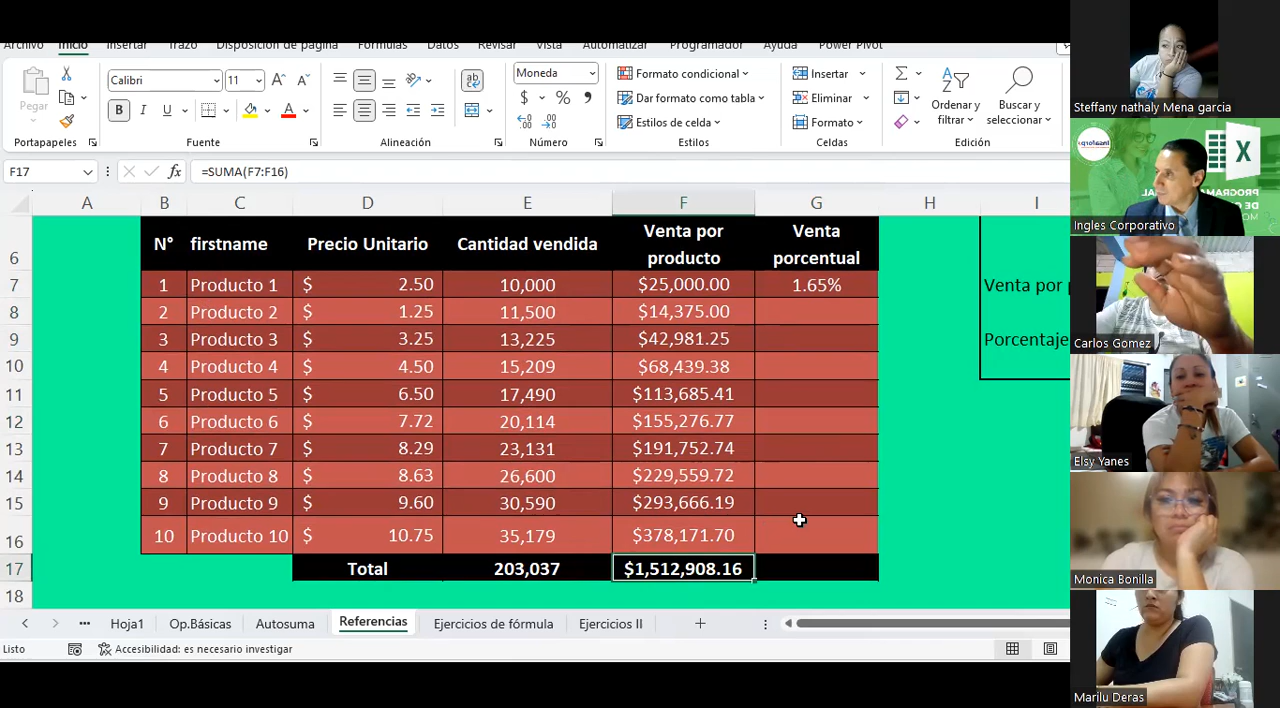 Archivo Inicio Insertar Trazo Disposición de página Fórmulas Datos Revisar Vista Automatizar Programador Ayuda Power Pivot
Pegar
Calibri 11
N K S
Moneda
$ % 
Formato condicional
Dar formato como tabla
Estilos de celda
Insertar
Eliminar
Formato
Ordenar y
filtrar
Buscar y
seleccionar
Portapapeles Fuente Alineación Número Estilos Celdas Edición
F17 fx =SUMA(F7:F16)
A B C D E F G H I
6 N° firstname Precio Unitario Cantidad vendida Venta por producto Venta porcentual
7 1 Producto 1 $ 2.50 10,000 $25,000.00 1.65% Venta por
8 2 Producto 2 $ 1.25 11,500 $14,375.00
9 3 Producto 3 $ 3.25 13,225 $42,981.25 Porcentaje
10 4 Producto 4 $ 4.50 15,209 $68,439.38
11 5 Producto 5 $ 6.50 17,490 $113,685.41
12 6 Producto 6 $ 7.72 20,114 $155,276.77
13 7 Producto 7 $ 8.29 23,131 $191,752.74
14 8 Producto 8 $ 8.63 26,600 $229,559.72
15 9 Producto 9 $ 9.60 30,590 $293,666.19
16 10 Producto 10 $ 10.75 35,179 $378,171.70
17 Total 203,037 $1,512,908.16
18
Hoja1 Op.Básicas Autosuma Referencias Ejercicios de fórmula Ejercicios II
Listo Accesibilidad: es necesario investigar
Steffany nathaly Mena garcia
X
Ingles Corporativo
Carlos Gomez
Elsy Yanes
Monica Bonilla
Marilu Deras